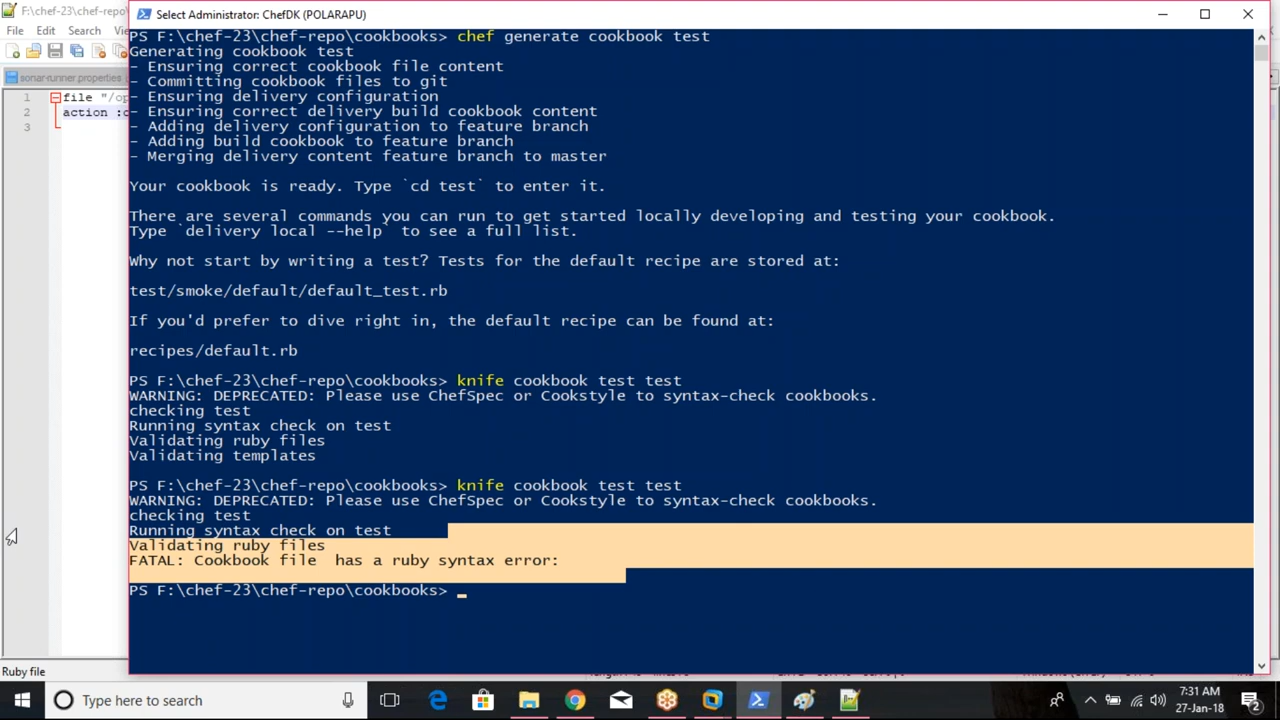 F:\chef-23\chef-repo\co
Select Administrator: ChefDK (POLARAPU)
File Edit Search
sonar-runner.properties
1 file "/op
2 action :c
3
PS F:\chef-23\chef-repo\cookbooks> chef generate cookbook test
Generating cookbook test
- Ensuring correct cookbook file content
- Committing cookbook files to git
- Ensuring delivery configuration
- Ensuring correct delivery build cookbook content
- Adding delivery configuration to feature branch
- Adding build cookbook to feature branch
- Merging delivery content feature branch to master
Your cookbook is ready. Type `cd test` to enter it.
There are several commands you can run to get started locally developing and testing your cookbook.
Type `delivery local --help` to see a full list.
Why not start by writing a test? Tests for the default recipe are stored at:
test/smoke/default/default_test.rb
If you'd prefer to dive right in, the default recipe can be found at:
recipes/default.rb
PS F:\chef-23\chef-repo\cookbooks> knife cookbook test test
WARNING: DEPRECATED: Please use ChefSpec or Cookstyle to syntax-check cookbooks.
checking test
Running syntax check on test
Validating ruby files
Validating templates
PS F:\chef-23\chef-repo\cookbooks> knife cookbook test test
WARNING: DEPRECATED: Please use ChefSpec or Cookstyle to syntax-check cookbooks.
checking test
Running syntax check on test
Validating ruby files
FATAL: Cookbook file  has a ruby syntax error:
PS F:\chef-23\chef-repo\cookbooks>
Ruby file
Type here to search
7:31 AM
27-Jan-18
2